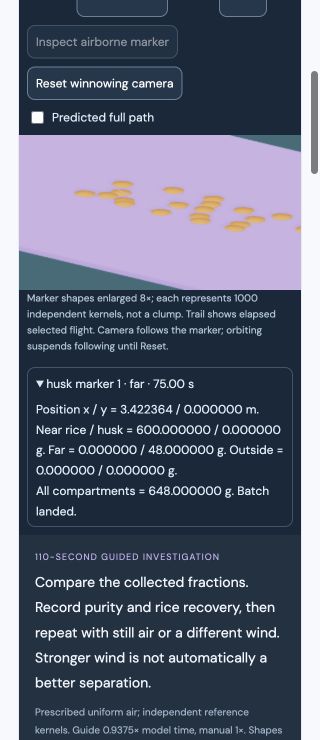 Inspect airborne marker
Reset winnowing camera
Predicted full path
Marker shapes enlarged 8×; each represents 1000
independent kernels, not a clump. Trail shows elapsed
selected flight. Camera follows the marker; orbiting
suspends following until Reset.
▼husk marker 1 · far · 75.00 s
Position x / y = 3.422364 / 0.000000 m.
Near rice / husk = 600.000000 / 0.000000
g. Far = 0.000000 / 48.000000 g. Outside =
0.000000 / 0.000000 g.
All compartments = 648.000000 g. Batch
landed.
110-SECOND GUIDED INVESTIGATION
Compare the collected fractions.
Record purity and rice recovery, then
repeat with still air or a different wind.
Stronger wind is not automatically a
better separation.
Prescribed uniform air; independent reference
kernels. Guide 0.9375× model time, manual 1×. Shapes